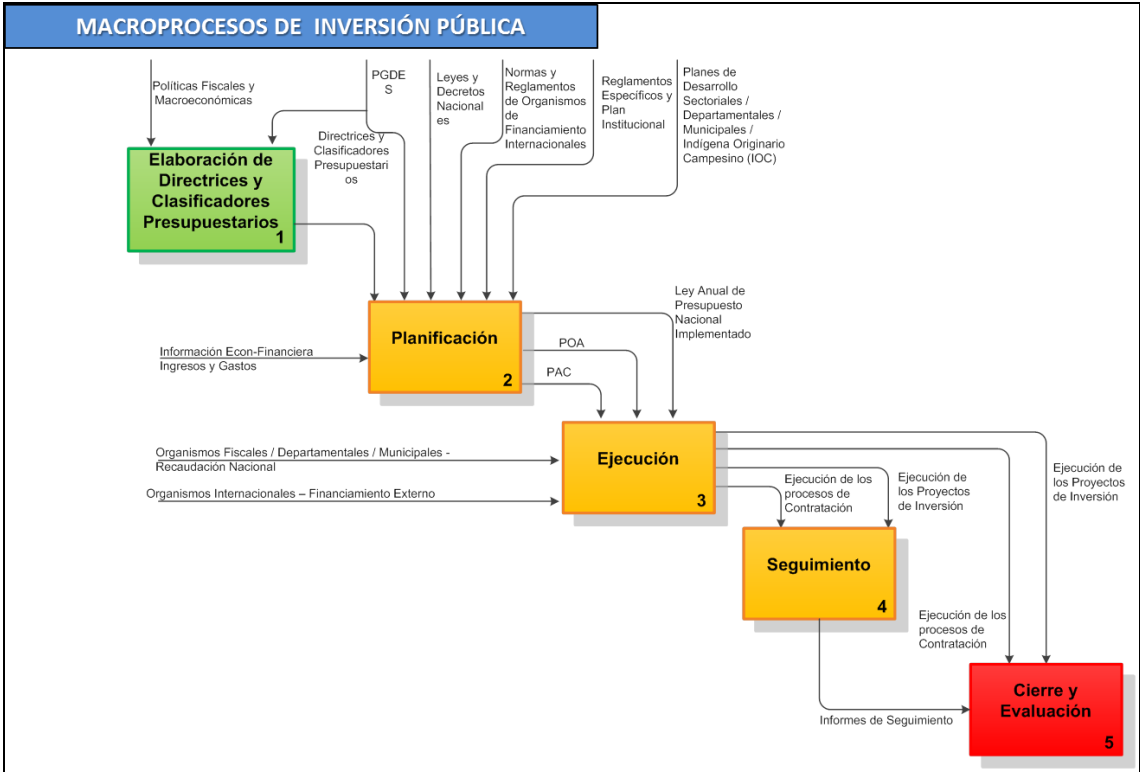 MACROPROCESOS DE INVERSIÓN PÚBLICA
Políticas Fiscales y
Macroeconómicas
PGDE
S
Leyes y
Decretos
Nacional
es
Normas y
Reglamentos
de Organismos
de
Financiamiento
Internacionales
Reglamentos
Específicos y
Plan
Institucional
Planes de
Desarrollo
Sectoriales /
Departamentales /
Municipales /
Indígena Originario
Campesino (IOC)
Directrices y
Clasificadores
Presupuestari
os
Elaboración de
Directrices y
Clasificadores
Presupuestarios
1
Ley Anual de
Presupuesto
Nacional
Implementado
Información Econ-Financiera
Ingresos y Gastos
Planificación
2
POA
PAC
Organismos Fiscales / Departamentales / Municipales -
Recaudación Nacional
Organismos Internacionales – Financiamiento Externo
Ejecución
3
Ejecución de los
procesos de
Contratación
Ejecución de
los Proyectos
de Inversión
Ejecución de
los Proyectos
de Inversión
Seguimiento
4
Ejecución de los
procesos de
Contratación
Informes de Seguimiento
Cierre y
Evaluación
5